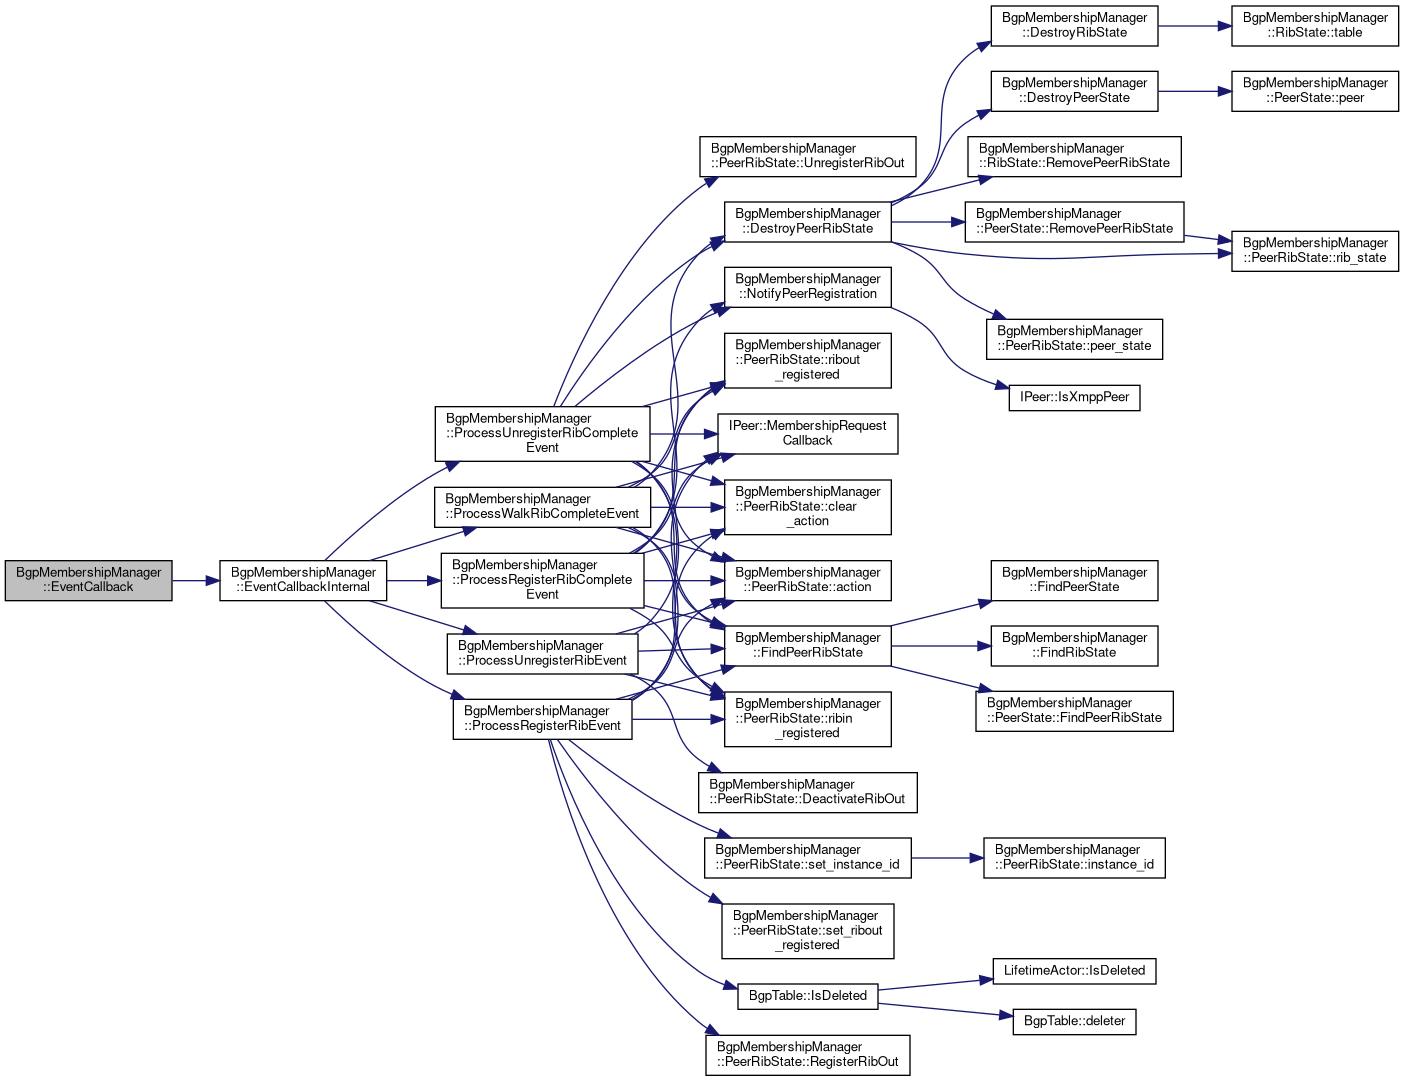 BgpMembershipManager
::EventCallback
BgpMembershipManager
::EventCallbackInternal
BgpMembershipManager
::ProcessUnregisterRibComplete
Event
BgpMembershipManager
::ProcessWalkRibCompleteEvent
BgpMembershipManager
::ProcessRegisterRibComplete
Event
BgpMembershipManager
::ProcessUnregisterRibEvent
BgpMembershipManager
::ProcessRegisterRibEvent
BgpMembershipManager
::PeerRibState::UnregisterRibOut
BgpMembershipManager
::DestroyPeerRibState
BgpMembershipManager
::NotifyPeerRegistration
BgpMembershipManager
::PeerRibState::ribout
_registered
IPeer::MembershipRequest
Callback
BgpMembershipManager
::PeerRibState::clear
_action
BgpMembershipManager
::PeerRibState::action
BgpMembershipManager
::FindPeerRibState
BgpMembershipManager
::PeerRibState::ribin
_registered
BgpMembershipManager
::PeerRibState::DeactivateRibOut
BgpMembershipManager
::PeerRibState::set_instance_id
BgpMembershipManager
::PeerRibState::set_ribout
_registered
BgpTable::IsDeleted
BgpMembershipManager
::PeerRibState::RegisterRibOut
BgpMembershipManager
::DestroyRibState
BgpMembershipManager
::DestroyPeerState
BgpMembershipManager
::RibState::RemovePeerRibState
BgpMembershipManager
::PeerState::RemovePeerRibState
BgpMembershipManager
::PeerRibState::peer_state
IPeer::IsXmppPeer
BgpMembershipManager
::FindPeerState
BgpMembershipManager
::FindRibState
BgpMembershipManager
::PeerState::FindPeerRibState
BgpMembershipManager
::PeerRibState::instance_id
LifetimeActor::IsDeleted
BgpTable::deleter
BgpMembershipManager
::RibState::table
BgpMembershipManager
::PeerState::peer
BgpMembershipManager
::PeerRibState::rib_state